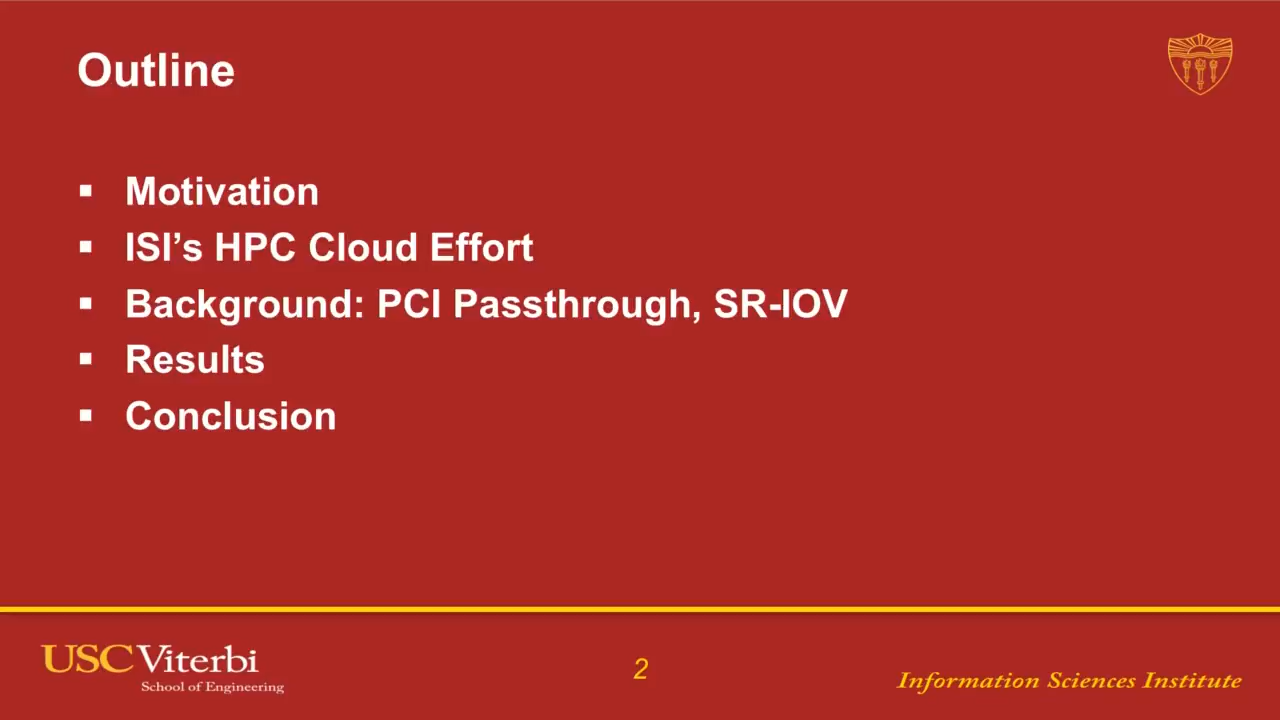 Outline
▪ Motivation
▪ ISI's HPC Cloud Effort
▪ Background: PCI Passthrough, SR-IOV
▪ Results
▪ Conclusion
USC Viterbi
School of Engineering
2
Information Sciences Institute